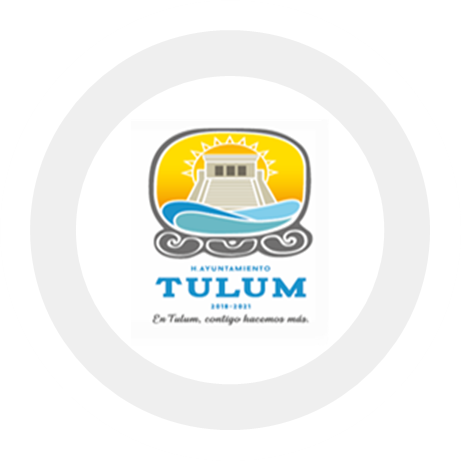 H. AYUNTAMIENTO
TULUM
2018-2021
En Tulum, contigo hacemos más.